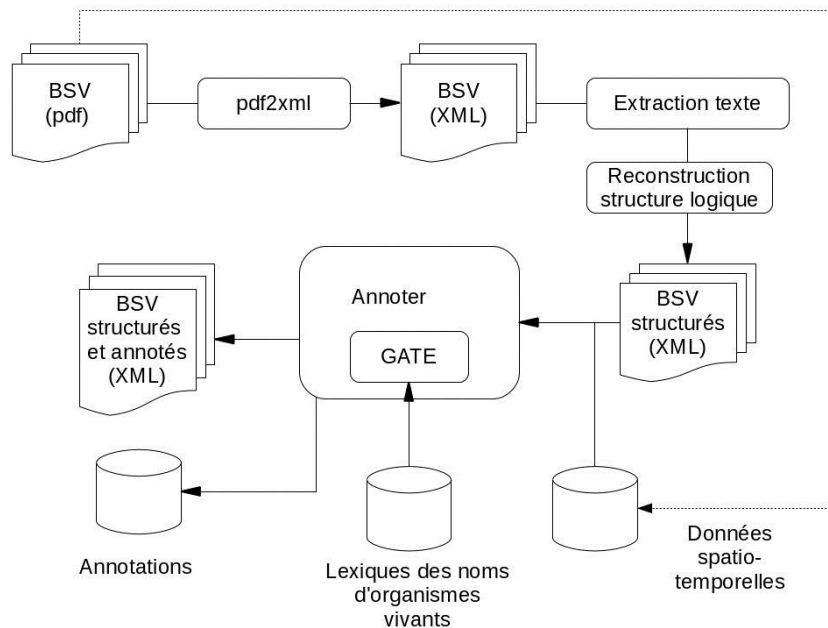 BSV
(pdf)
pdf2xml
BSV
(XML)
Extraction texte
Reconstruction
structure logique
BSV
structurés
et annotés
(XML)
Annoter
GATE
BSV
structurés
(XML)
Annotations
Lexiques des noms
d'organismes
vivants
Données
spatio-
temporelles